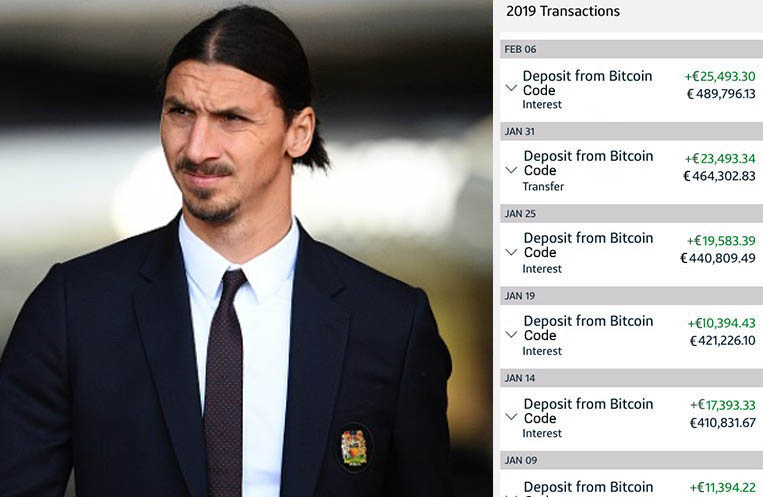 2019 Transactions
FEB 06
Deposit from Bitcoin
+€25,493.30
Code
€489,796.13
Interest
JAN 31
Deposit from Bitcoin
+€23,493.34
Code
€464,302.83
Transfer
JAN 25
Deposit from Bitcoin
+€19,583.39
Code
€440,809.49
Interest
JAN 19
Deposit from Bitcoin
+€10,394.43
Code
€421,226.10
Interest
JAN 14
Deposit from Bitcoin
+€17,393.33
Code
€410,831.67
Interest
JAN 09
Deposit from Bitcoin
+€11,394.22